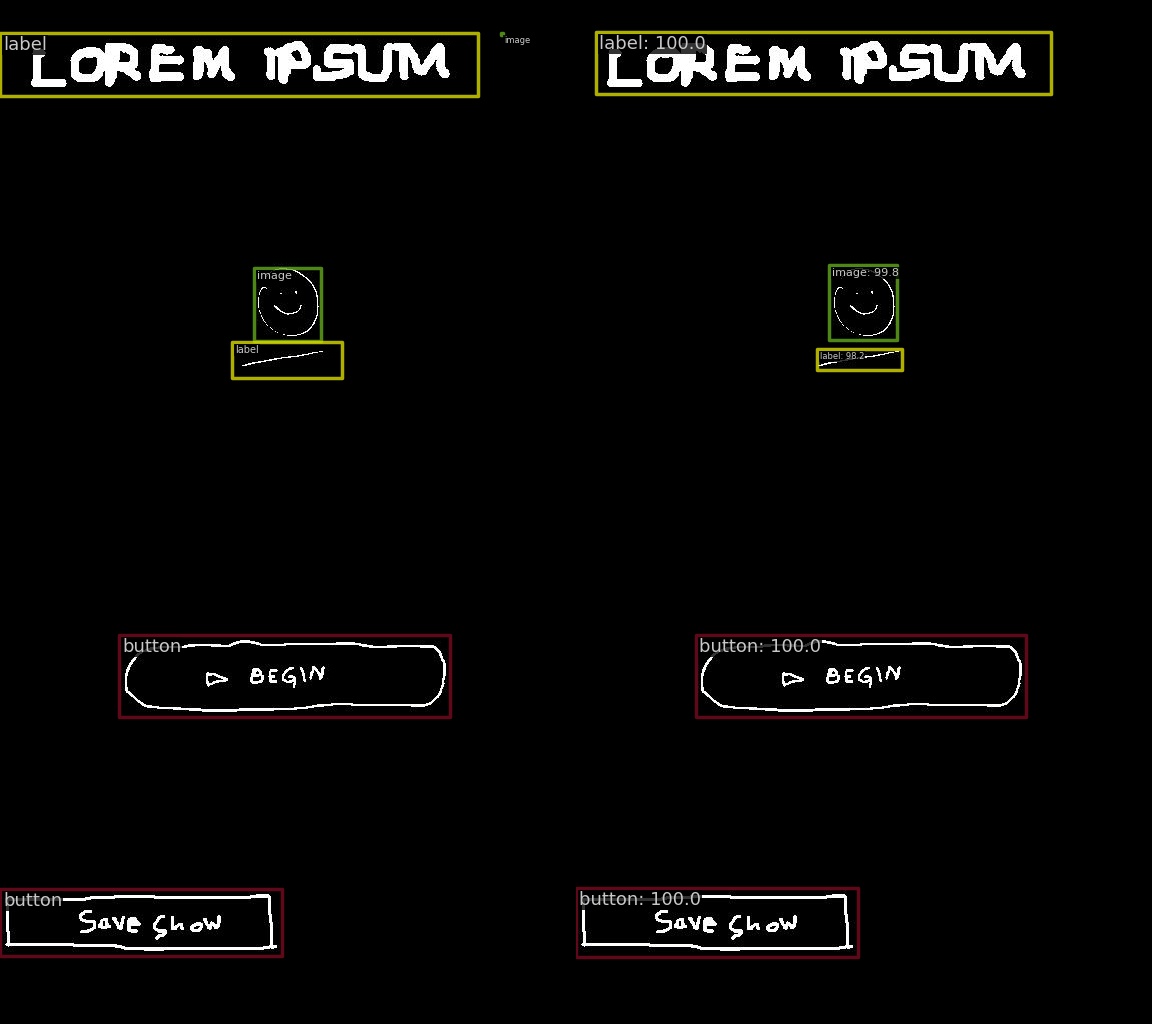 label
LOREM IPSUM
image
label: 100.0
LOREM IPSUM
image
label
image: 99.8
label: 98.2
button
BEGIN
button: 100.0
BEGIN
button
Save Show
button: 100.0
Save Show